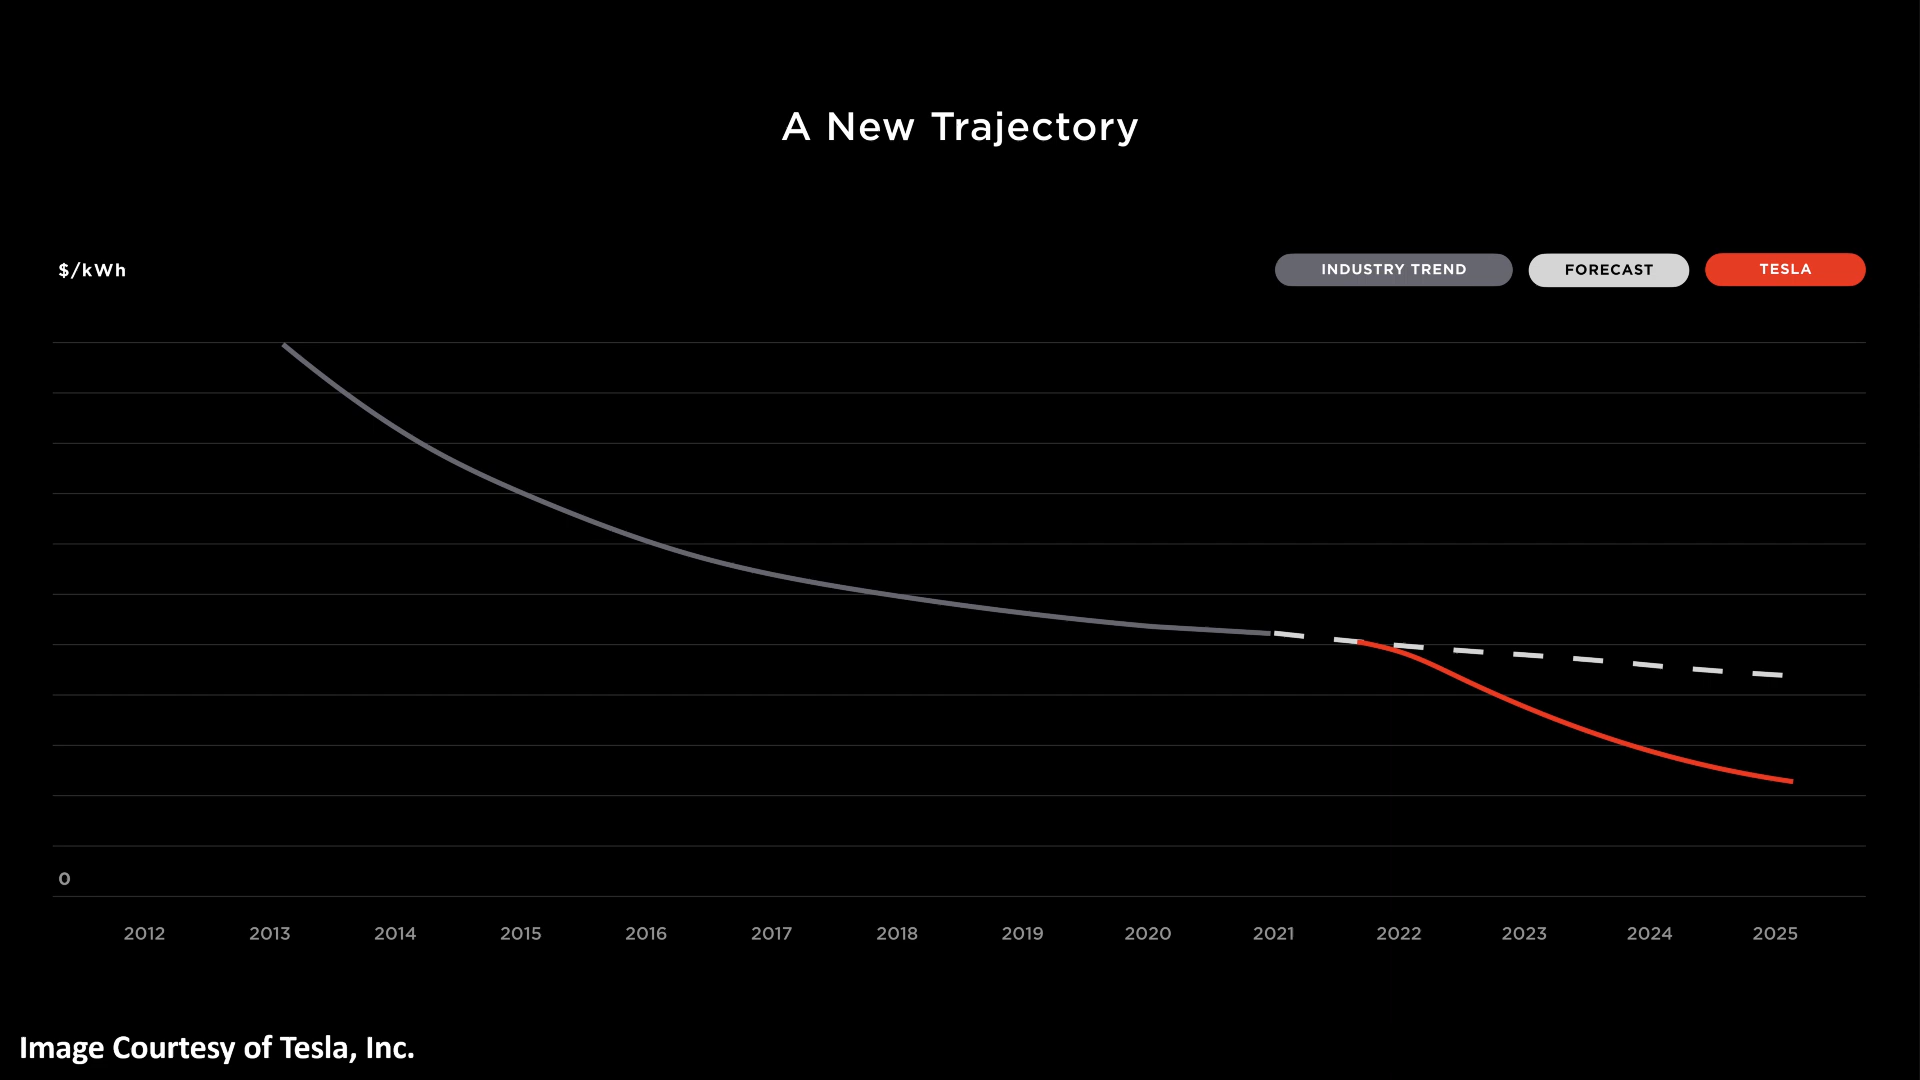 A New Trajectory
$/kWh
INDUSTRY TREND
FORECAST
TESLA
0
2012 2013 2014 2015 2016 2017 2018 2019 2020 2021 2022 2023 2024 2025
Image Courtesy of Tesla, Inc.